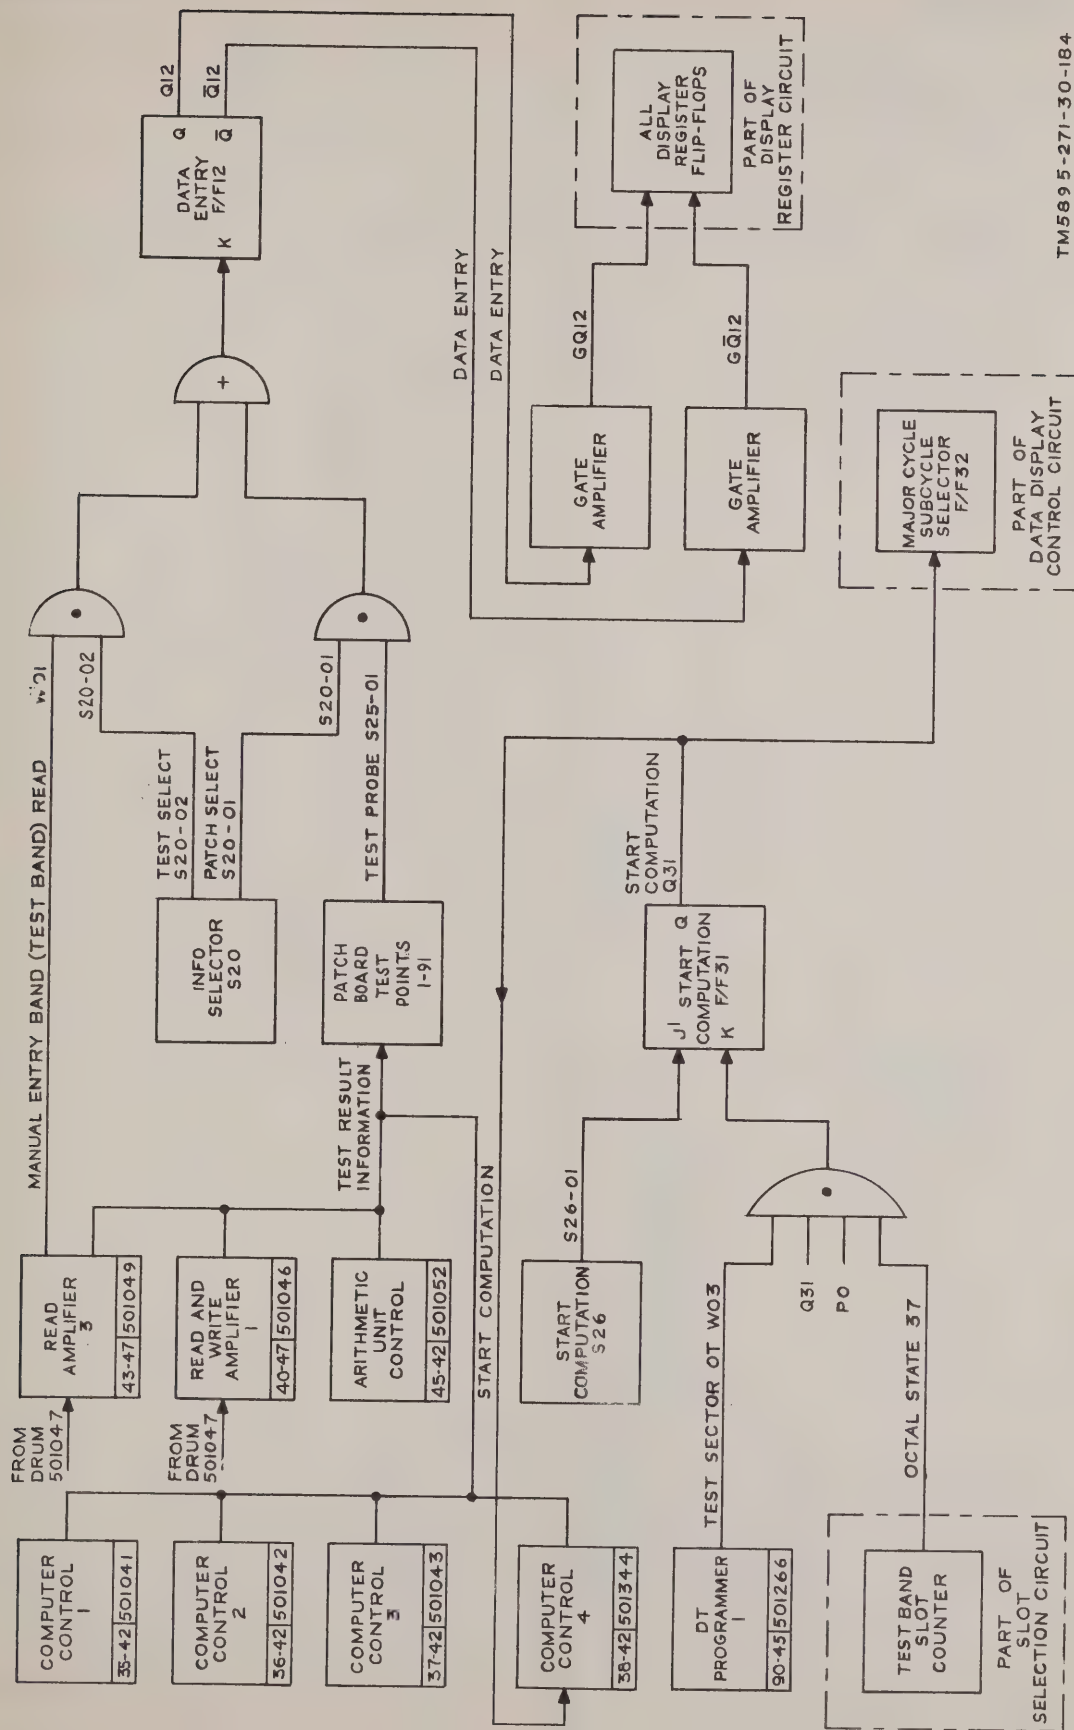 COMPUTER
CONTROL
1
35-42 501041
COMPUTER
CONTROL
2
36-42 501042
COMPUTER
CONTROL
3
37-42 501043
COMPUTER
CONTROL
4
38-42 501344
DT
PROGRAMMER
1
90-45 501266
TEST BAND
SLOT
COUNTER
PART OF
SLOT
SELECTION CIRCUIT
FROM
DRUM
501047
FROM
DRUM
501047
READ
AMPLIFIER
3
43-47 501049
READ AND
WRITE
AMPLIFIER
1
40-47 501046
ARITHMETIC
UNIT
CONTROL
45-42 501052
START COMPUTATION
START
COMPUTATION
S26
S26-01
TEST SECTOR OT W03
Q31
PO
OCTAL STATE 37
MANUAL ENTRY BAND (TEST BAND) READ
W01
S20-02
TEST SELECT
S20-02
PATCH SELECT
S20-01
INFO
SELECTOR
S20
S20-01
TEST PROBE S25-01
PATCH
BOARD
TEST
POINTS
1-91
TEST RESULT
INFORMATION
J' START Q
COMPUTATION
F/F31
K
START
COMPUTATION
Q31
+
DATA
ENTRY
F/F12
K
Q
Q̅
Q12
Q̅12
DATA ENTRY
DATA ENTRY
GATE
AMPLIFIER
GATE
AMPLIFIER
GQ12
GQ̅12
ALL
DISPLAY
REGISTER
FLIP-FLOPS
PART OF
DISPLAY
REGISTER CIRCUIT
MAJOR CYCLE
SUBCYCLE
SELECTOR
F/F32
PART OF
DATA DISPLAY
CONTROL CIRCUIT
TM5895-271-30-184